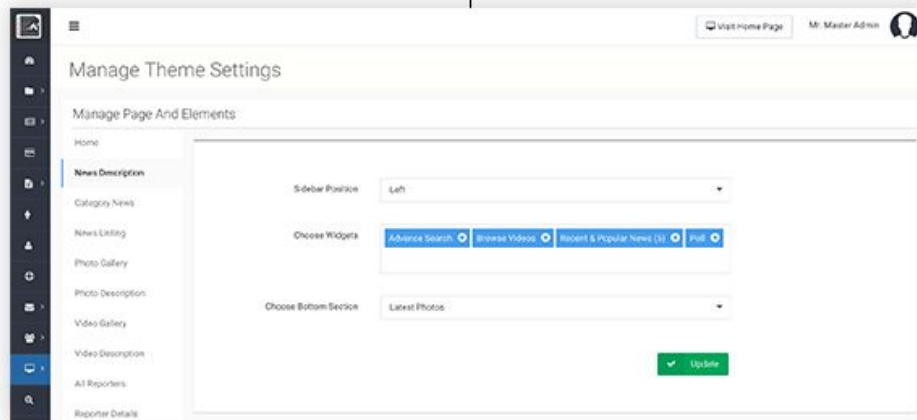 Visit Home Page
Mr. Master Admin
Manage Theme Settings
Manage Page And Elements
Home
News Description
Category News
News Listing
Photo Gallery
Photo Description
Video Gallery
Video Description
All Reporters
Reporter Details
Sidebar Position
Left
Choose Widgets
Advance Search
Browse Videos
Recent & Popular News (5)
Poll
Choose Bottom Section
Latest Photos
Update